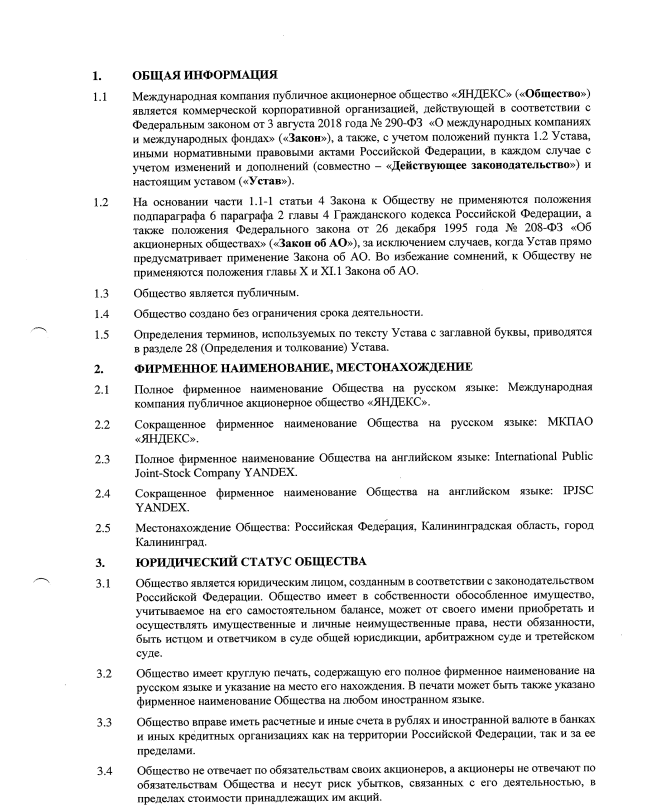 1. ОБЩАЯ ИНФОРМАЦИЯ
1.1 Международная компания публичное акционерное общество «ЯНДЕКС» («Общество»)
является коммерческой корпоративной организацией, действующей в соответствии с
Федеральным законом от 3 августа 2018 года № 290-ФЗ «О международных компаниях
и международных фондах» («Закон»), а также, с учетом положений пункта 1.2 Устава,
иными нормативными правовыми актами Российской Федерации, в каждом случае с
учетом изменений и дополнений (совместно – «Действующее законодательство») и
настоящим уставом («Устав»).
1.2 На основании части 1.1-1 статьи 4 Закона к Обществу не применяются положения
подпараграфа 6 параграфа 2 главы 4 Гражданского кодекса Российской Федерации, а
также положения Федерального закона от 26 декабря 1995 года № 208-ФЗ «Об
акционерных обществах» («Закон об АО»), за исключением случаев, когда Устав прямо
предусматривает применение Закона об АО. Во избежание сомнений, к Обществу не
применяются положения главы X и XI.1 Закона об АО.
1.3 Общество является публичным.
1.4 Общество создано без ограничения срока деятельности.
1.5 Определения терминов, используемых по тексту Устава с заглавной буквы, приводятся
в разделе 28 (Определения и толкование) Устава.
2. ФИРМЕННОЕ НАИМЕНОВАНИЕ, МЕСТОНАХОЖДЕНИЕ
2.1 Полное фирменное наименование Общества на русском языке: Международная
компания публичное акционерное общество «ЯНДЕКС».
2.2 Сокращенное фирменное наименование Общества на русском языке: МКПАО
«ЯНДЕКС».
2.3 Полное фирменное наименование Общества на английском языке: International Public
Joint-Stock Company YANDEX.
2.4 Сокращенное фирменное наименование Общества на английском языке: IPJSC
YANDEX.
2.5 Местонахождение Общества: Российская Федерация, Калининградская область, город
Калининград.
3. ЮРИДИЧЕСКИЙ СТАТУС ОБЩЕСТВА
3.1 Общество является юридическим лицом, созданным в соответствии с законодательством
Российской Федерации. Общество имеет в собственности обособленное имущество,
учитываемое на его самостоятельном балансе, может от своего имени приобретать и
осуществлять имущественные и личные неимущественные права, нести обязанности,
быть истцом и ответчиком в суде общей юрисдикции, арбитражном суде и третейском
суде.
3.2 Общество имеет круглую печать, содержащую его полное фирменное наименование на
русском языке и указание на место его нахождения. В печати может быть также указано
фирменное наименование Общества на любом иностранном языке.
3.3 Общество вправе иметь расчетные и иные счета в рублях и иностранной валюте в банках
и иных кредитных организациях как на территории Российской Федерации, так и за ее
пределами.
3.4 Общество не отвечает по обязательствам своих акционеров, а акционеры не отвечают по
обязательствам Общества и несут риск убытков, связанных с его деятельностью, в
пределах стоимости принадлежащих им акций.